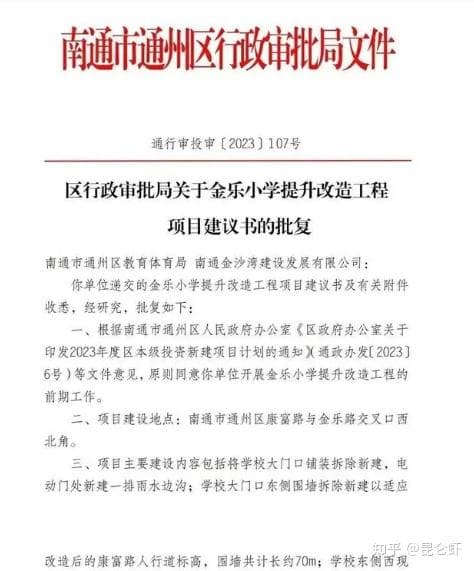 南通市通州区行政审批局文件
通行审投审〔2023〕107号
区行政审批局关于金乐小学提升改造工程
项目建议书的批复
南通市通州区教育体育局 南通金沙湾建设发展有限公司：
你单位递交的金乐小学提升改造工程项目建议书及有关附件
收悉，经研究，批复如下：
一、根据南通市通州区人民政府办公室《区政府办公室关于
印发2023年度区本级投资新建项目计划的通知》（通政办发〔2023〕
6号）等文件意见，原则同意你单位开展金乐小学提升改造工程的
前期工作。
二、项目建设地点：南通市通州区康富路与金乐路交叉口西
北角。
三、项目主要建设内容包括将学校大门口铺装拆除新建，电
动门处新建一排雨水边沟；学校大门口东侧围墙拆除新建以适应
知乎 @昆仑虾
改造后的康富路人行道标高，围墙共计长约70m；学校东侧西现